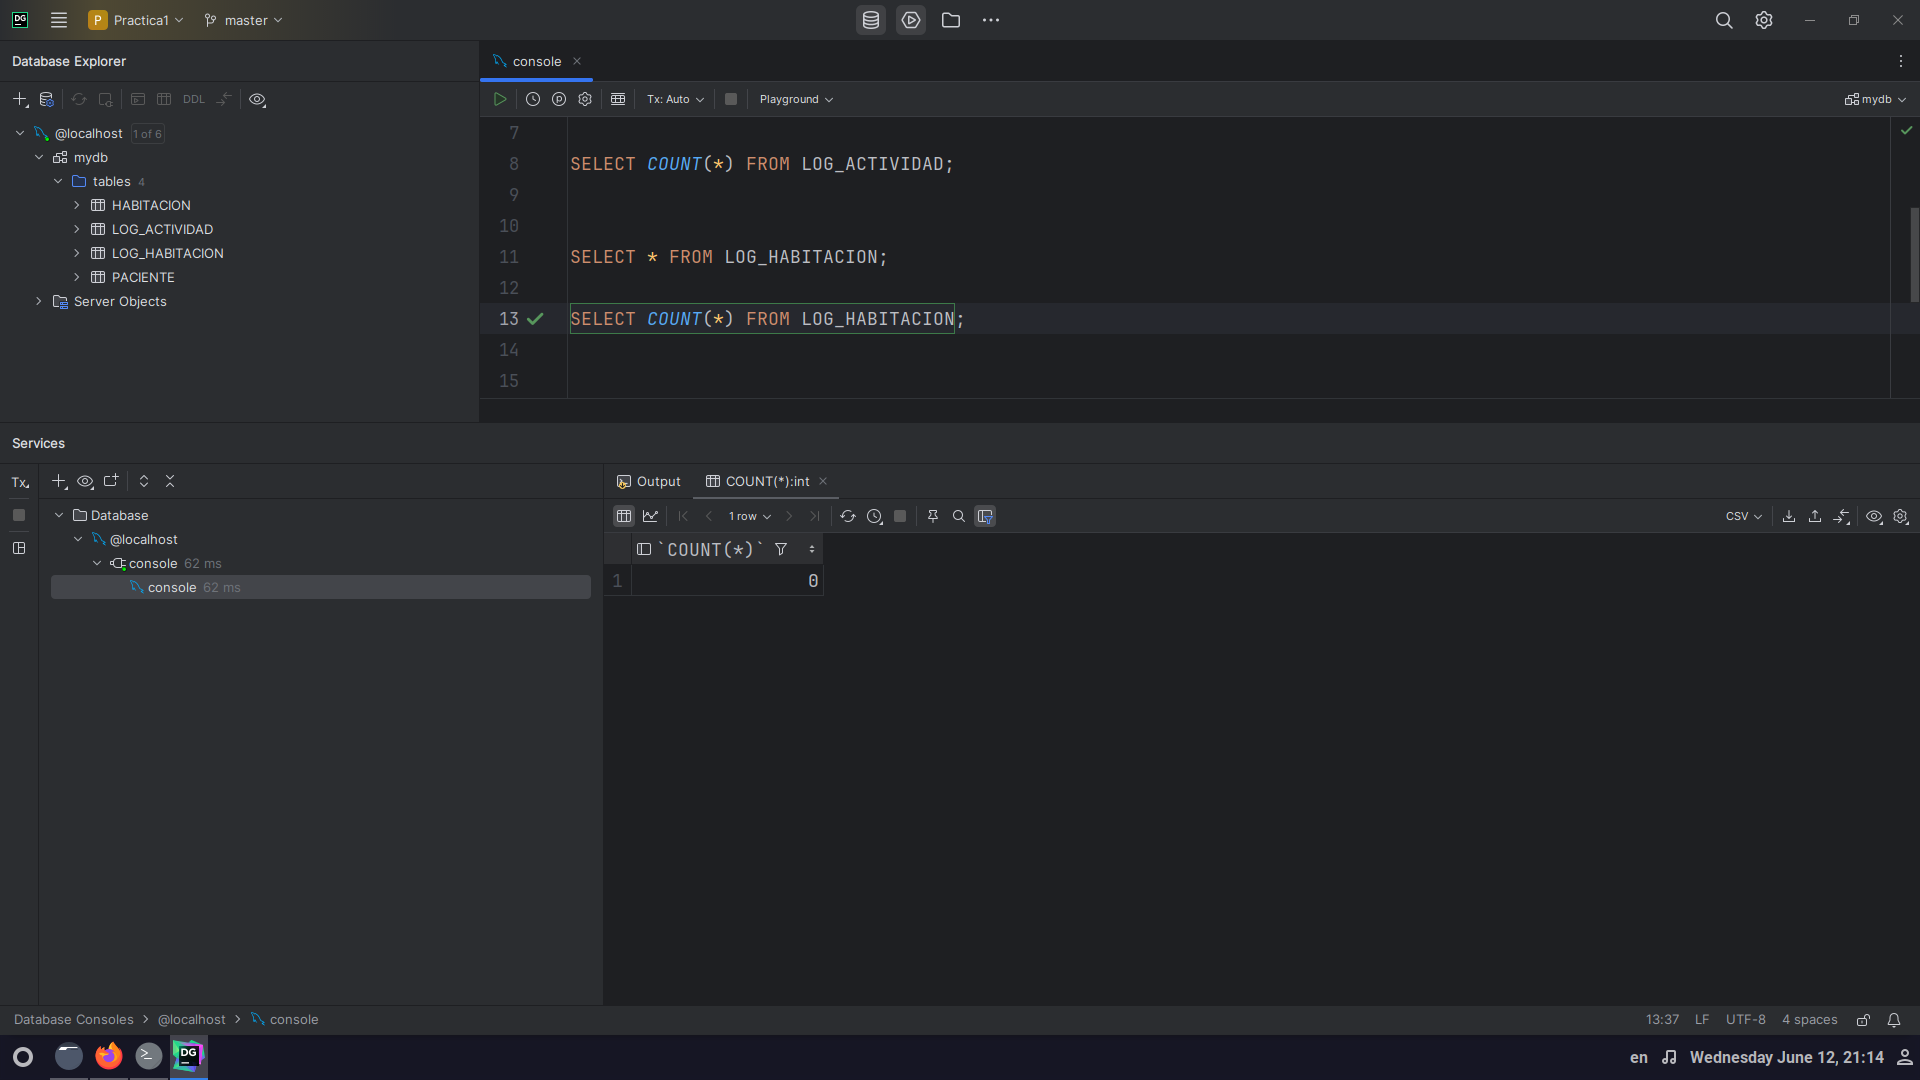 DG P Practica1 master
Database Explorer
console
DDL
Tx: Auto Playground mydb
@localhost 1 of 6
mydb
tables 4
HABITACION
LOG_ACTIVIDAD
LOG_HABITACION
PACIENTE
Server Objects
7
8 SELECT COUNT(*) FROM LOG_ACTIVIDAD;
9
10
11 SELECT * FROM LOG_HABITACION;
12
13 SELECT COUNT(*) FROM LOG_HABITACION;
14
15
Services
Tx
Database
@localhost
console 62 ms
console 62 ms
Output COUNT(*):int
1 row CSV
`COUNT(*)`
1 0
Database Consoles > @localhost > console 13:37 LF UTF-8 4 spaces
DG en Wednesday June 12, 21:14